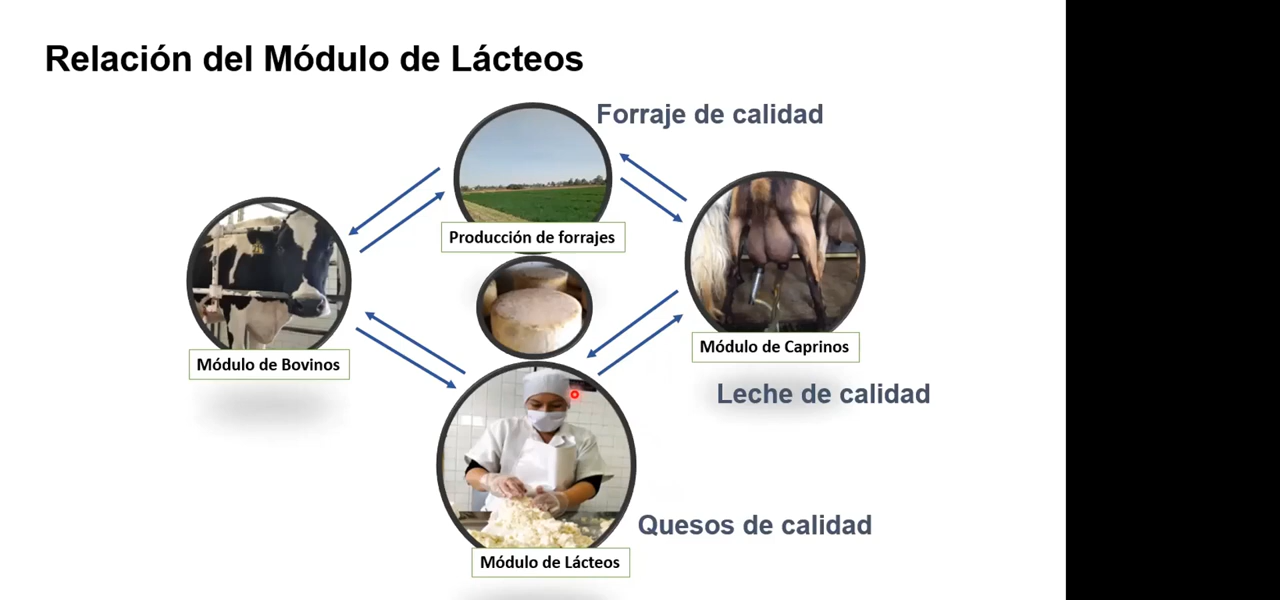 Relación del Módulo de Lácteos
Forraje de calidad
Producción de forrajes
Módulo de Bovinos
Módulo de Caprinos
Leche de calidad
Quesos de calidad
Módulo de Lácteos